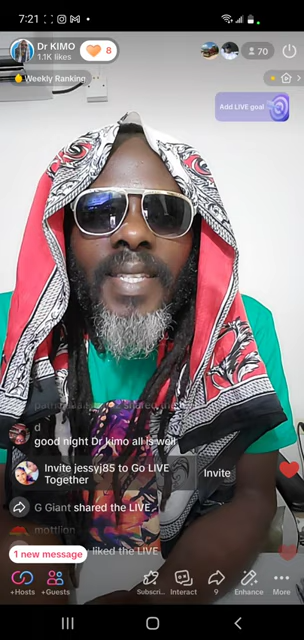 7:21
Dr KIMO
1.1K likes
8
70
Weekly Ranking
Add LIVE goal
d
good night Dr kimo all is well
Invite jessyj85 to Go LIVE
Together
Invite
G Giant shared the LIVE
mottlion
1 new message
liked the LIVE
+Hosts
+Guests
Subscri...
Interact
9
Enhance
More